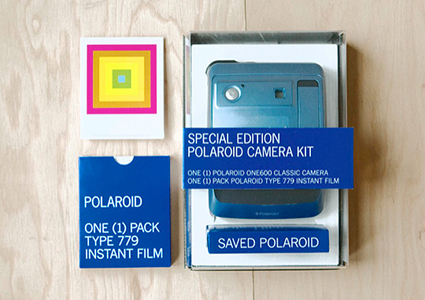 SPECIAL EDITION
POLAROID CAMERA KIT
ONE (1) POLAROID ONE600 CLASSIC CAMERA
ONE (1) PACK POLAROID TYPE 779 INSTANT FILM
Polaroid
SAVED POLAROID
POLAROID
ONE (1) PACK
TYPE 779
INSTANT FILM